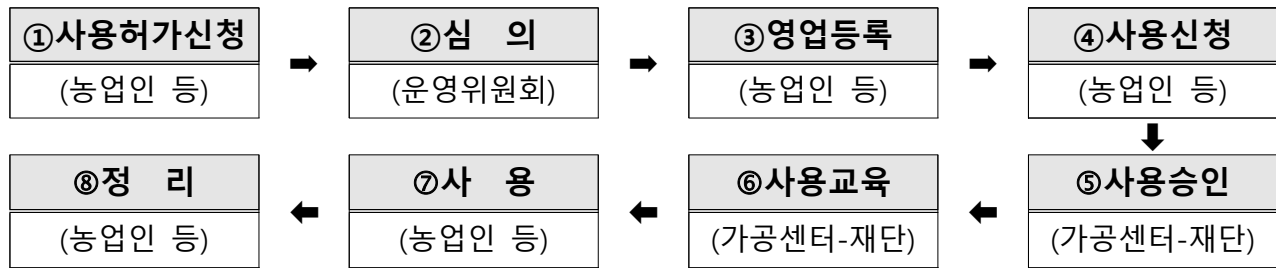 ①사용허가신청 ➡ ②심 의 ➡ ③영업등록 ➡ ④사용신청
(농업인 등) (운영위원회) (농업인 등) (농업인 등)
⬇
⑧정 리 ⬅ ⑦사 용 ⬅ ⑥사용교육 ⬅ ⑤사용승인
(농업인 등) (농업인 등) (가공센터-재단) (가공센터-재단)